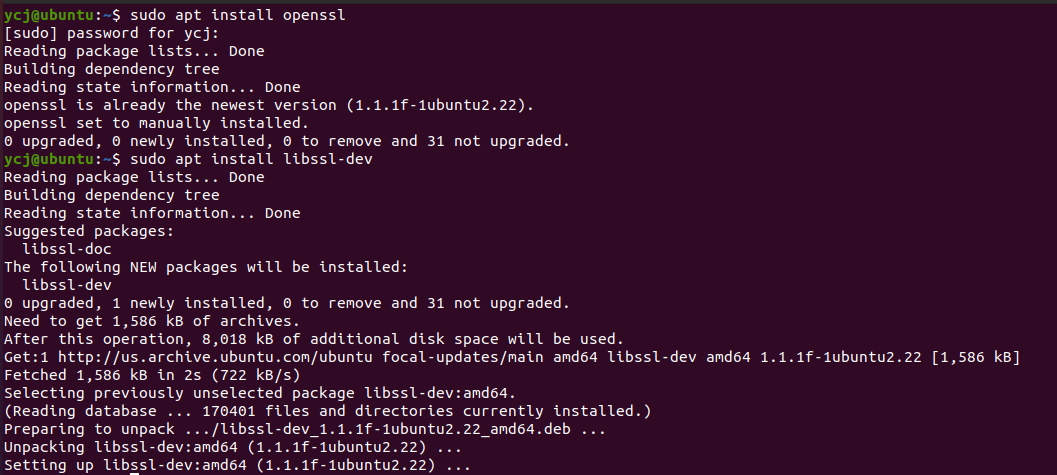 ycj@ubuntu:~$ sudo apt install openssl
[sudo] password for ycj:
Reading package lists... Done
Building dependency tree
Reading state information... Done
openssl is already the newest version (1.1.1f-1ubuntu2.22).
openssl set to manually installed.
0 upgraded, 0 newly installed, 0 to remove and 31 not upgraded.
ycj@ubuntu:~$ sudo apt install libssl-dev
Reading package lists... Done
Building dependency tree
Reading state information... Done
Suggested packages:
  libssl-doc
The following NEW packages will be installed:
  libssl-dev
0 upgraded, 1 newly installed, 0 to remove and 31 not upgraded.
Need to get 1,586 kB of archives.
After this operation, 8,018 kB of additional disk space will be used.
Get:1 http://us.archive.ubuntu.com/ubuntu focal-updates/main amd64 libssl-dev amd64 1.1.1f-1ubuntu2.22 [1,586 kB]
Fetched 1,586 kB in 2s (722 kB/s)
Selecting previously unselected package libssl-dev:amd64.
(Reading database ... 170401 files and directories currently installed.)
Preparing to unpack .../libssl-dev_1.1.1f-1ubuntu2.22_amd64.deb ...
Unpacking libssl-dev:amd64 (1.1.1f-1ubuntu2.22) ...
Setting up libssl-dev:amd64 (1.1.1f-1ubuntu2.22) ...